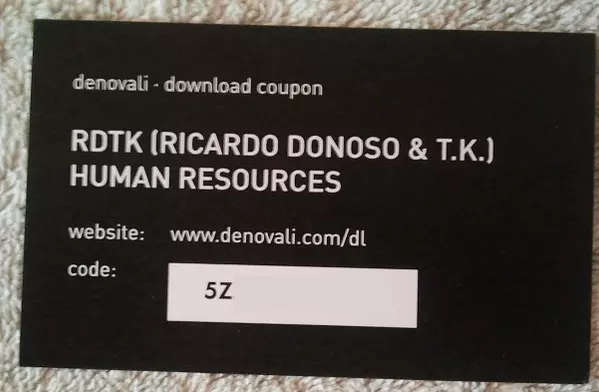 denovali · download coupon
RDTK (RICARDO DONOSO & T.K.)
HUMAN RESOURCES
website: www.denovali.com/dl
code: 5Z